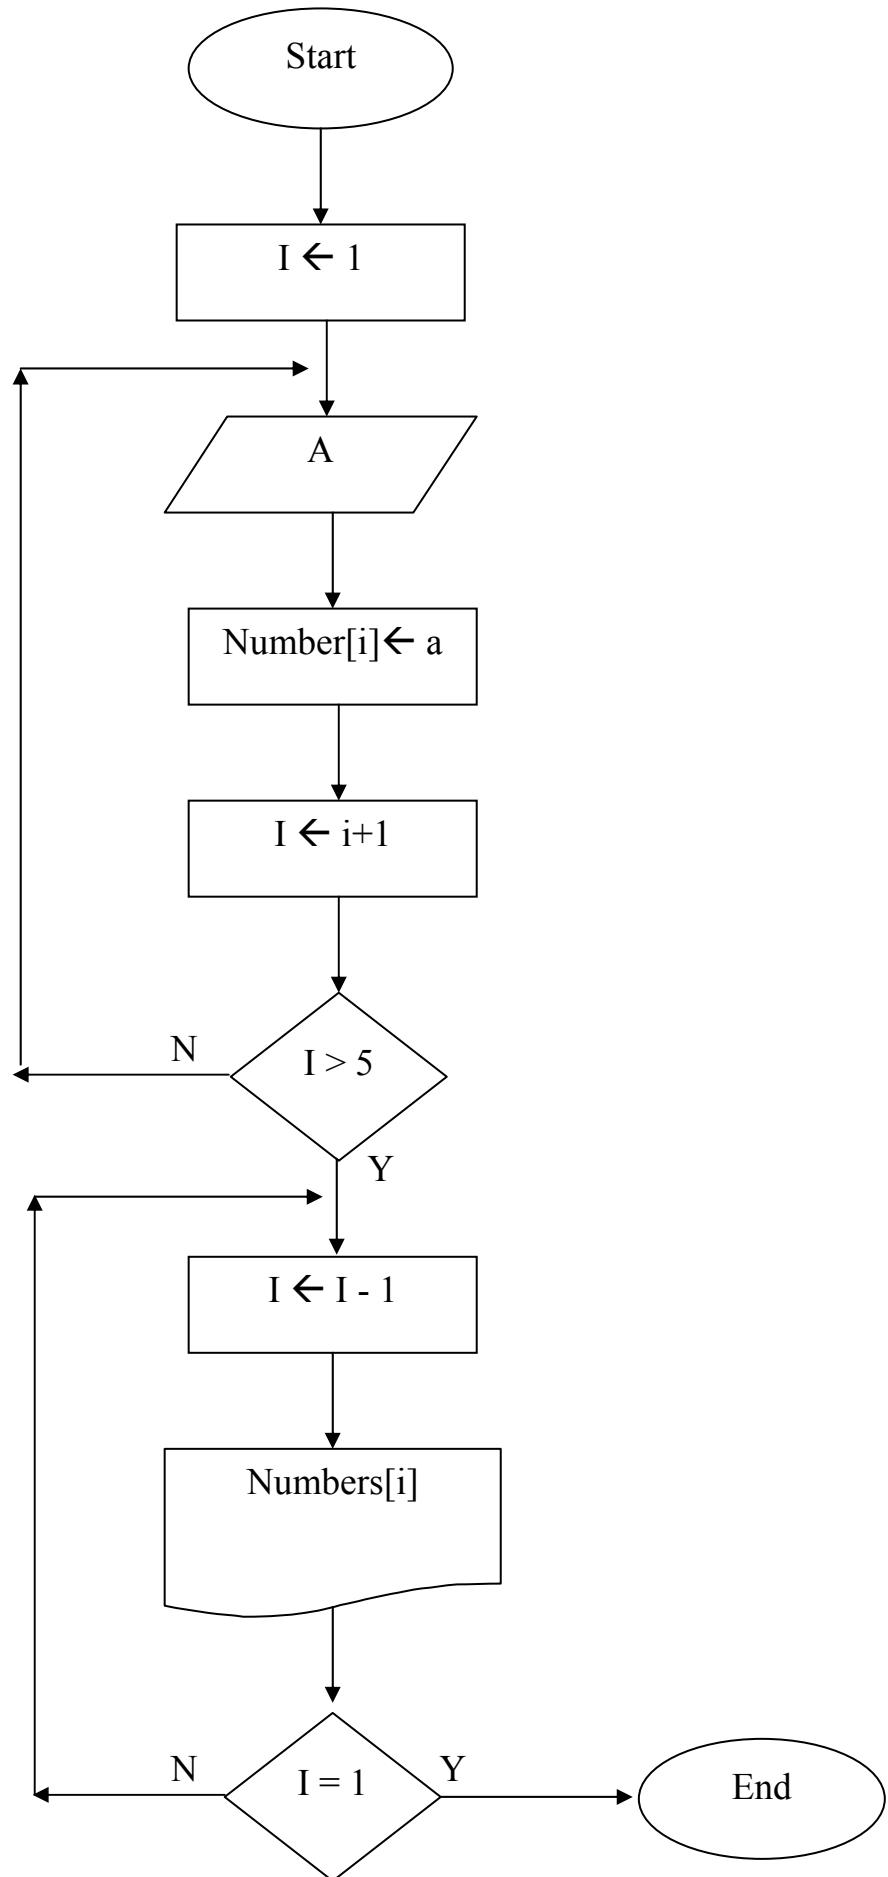 Start
I ← 1
A
Number[i]← a
I ← i+1
I > 5
N
Y
I ← I - 1
Numbers[i]
I = 1
N
Y
End